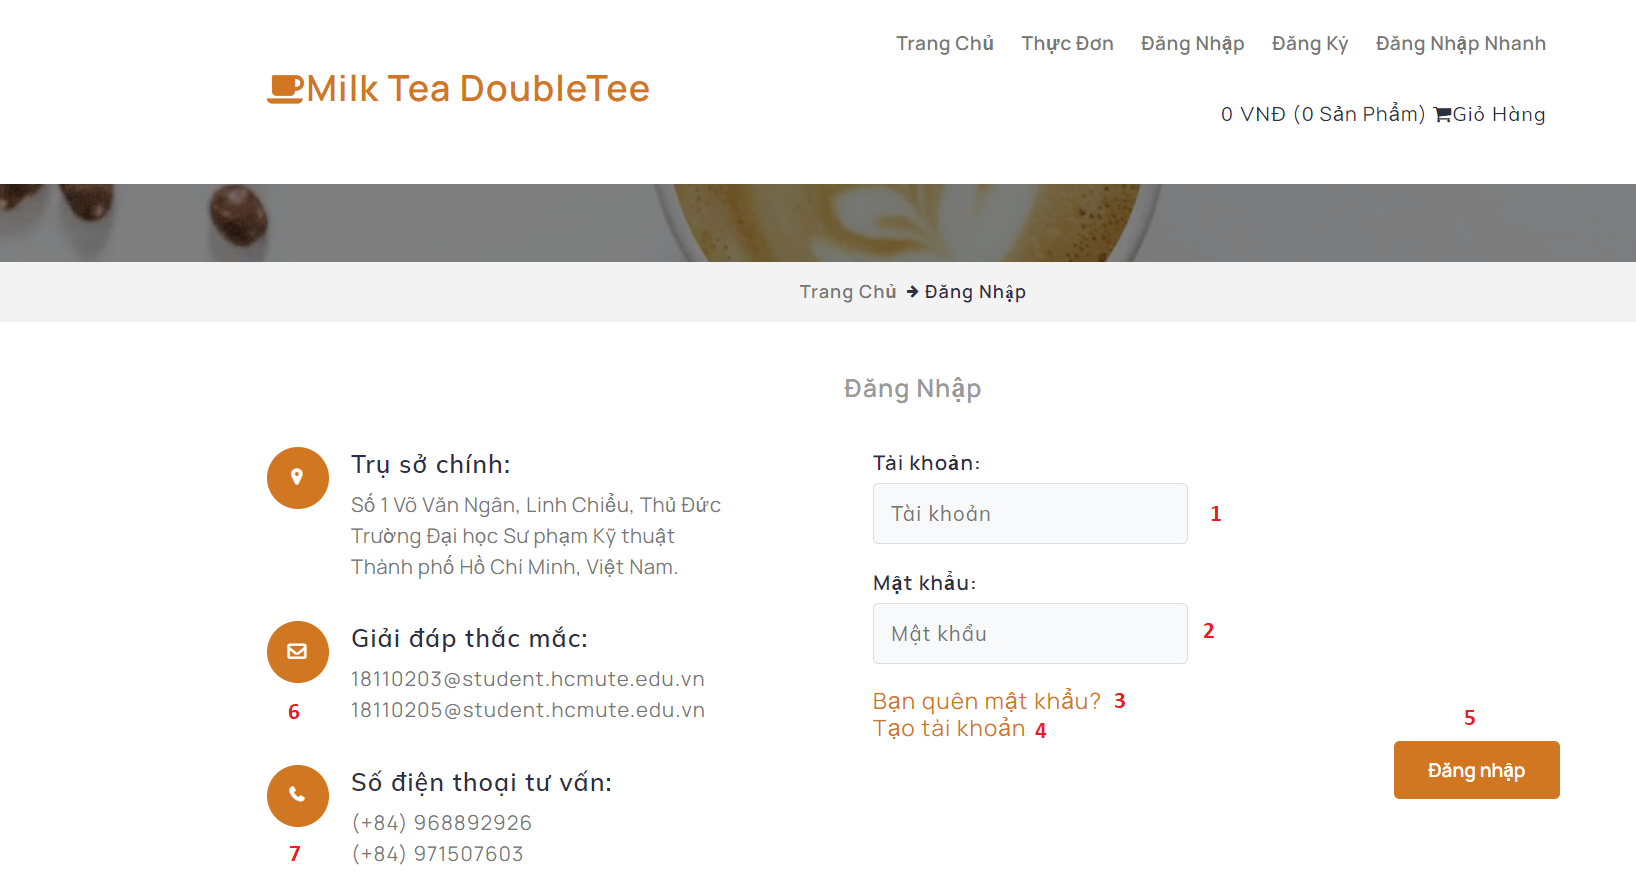 Trang Chủ Thực Đơn Đăng Nhập Đăng Ký Đăng Nhập Nhanh
Milk Tea DoubleTee
0 VNĐ (0 Sản Phẩm) Giỏ Hàng
Trang Chủ Đăng Nhập
Đăng Nhập
Trụ sở chính:
Số 1 Võ Văn Ngân, Linh Chiểu, Thủ Đức
Trường Đại học Sư phạm Kỹ thuật
Thành phố Hồ Chí Minh, Việt Nam.
Giải đáp thắc mắc:
18110203@student.hcmute.edu.vn
6 18110205@student.hcmute.edu.vn
Số điện thoại tư vấn:
(+84) 968892926
7 (+84) 971507603
Tài khoản:
Tài khoản 1
Mật khẩu:
Mật khẩu 2
Bạn quên mật khẩu? 3
Tạo tài khoản 4
5
Đăng nhập